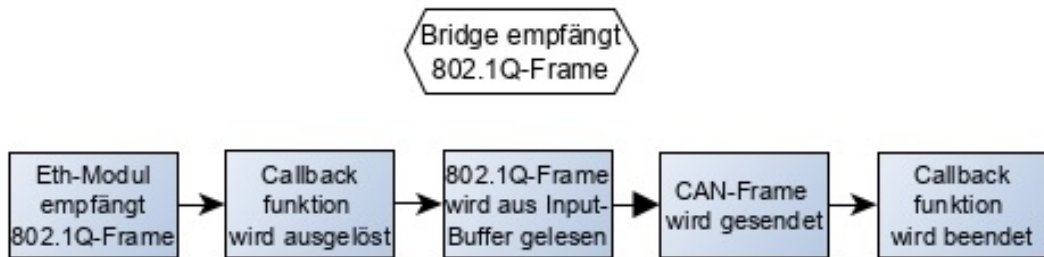 Bridge empfängt
802.1Q-Frame
Eth-Modul
empfängt
802.1Q-Frame
Callback
funktion
wird ausgelöst
802.1Q-Frame
wird aus Input-
Buffer gelesen
CAN-Frame
wird gesendet
Callback
funktion
wird beendet